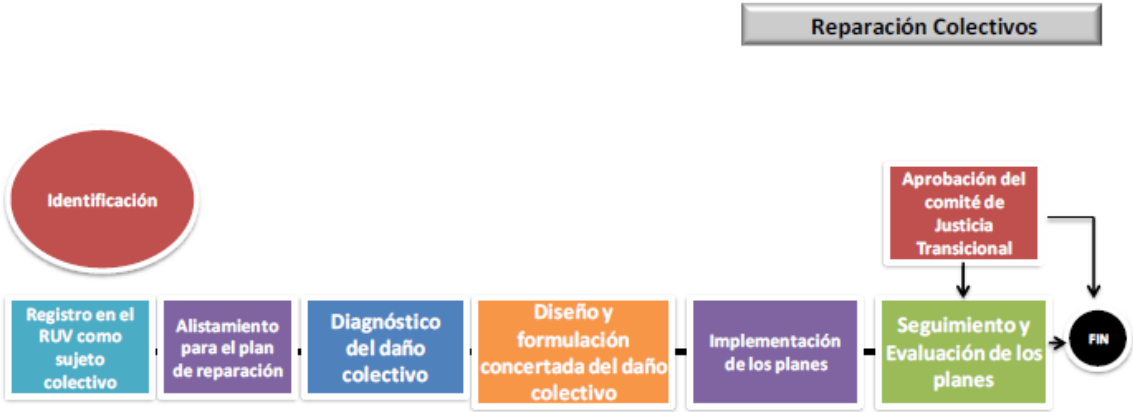 Reparación Colectivos
Identificación
Aprobación del
comité de
Justicia
Transicional
Registro en el
RUV como
sujeto
colectivo
Alistamiento
para el plan
de reparación
Diagnóstico
del daño
colectivo
Diseño y
formulación
concertada del daño
colectivo
Implementación
de los planes
Seguimiento y
Evaluación de los
planes
FIN